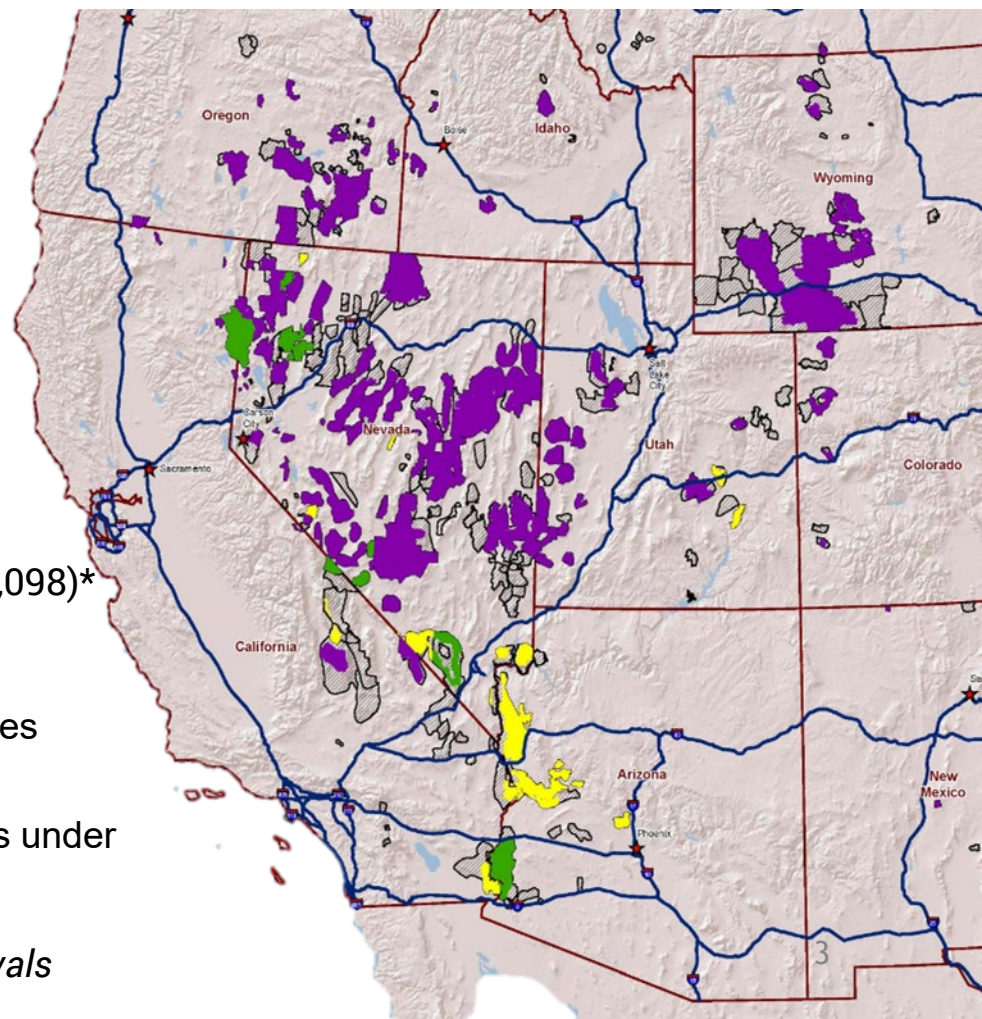 Oregon
Boise
Idaho
Wyoming
Salt
Lake
City
Carson
City
Nevada
Utah
Colorado
Sacramento
,098)*
California
es
Arizona
New
Mexico
Phoenix
s under
3
vals